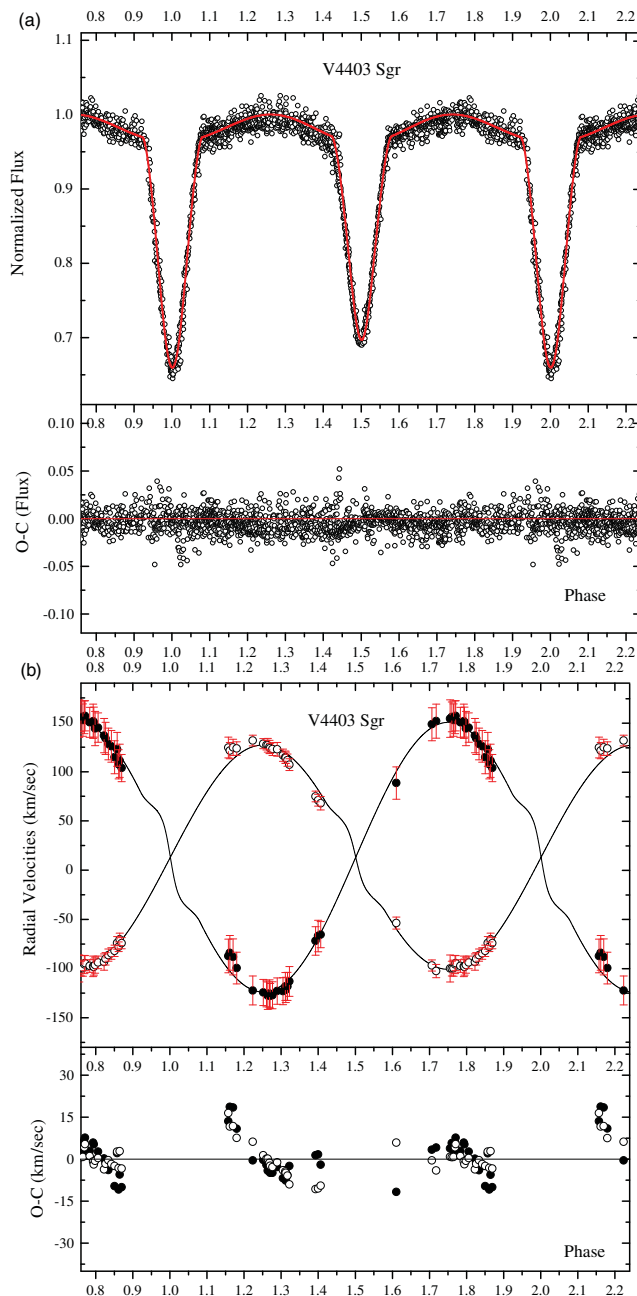 (a)
0.8 0.9 1.0 1.1 1.2 1.3 1.4 1.5 1.6 1.7 1.8 1.9 2.0 2.1 2.2
V4403 Sgr
1.1
1.0
0.9
0.8
0.7
Normalized Flux
0.8 0.9 1.0 1.1 1.2 1.3 1.4 1.5 1.6 1.7 1.8 1.9 2.0 2.1 2.2
0.10
0.05
0.00
-0.05
-0.10
O-C (Flux)
Phase
0.8 0.9 1.0 1.1 1.2 1.3 1.4 1.5 1.6 1.7 1.8 1.9 2.0 2.1 2.2
(b)
0.8 0.9 1.0 1.1 1.2 1.3 1.4 1.5 1.6 1.7 1.8 1.9 2.0 2.1 2.2
V4403 Sgr
150
100
50
0
-50
-100
-150
Radial Velocities (km/sec)
0.8 0.9 1.0 1.1 1.2 1.3 1.4 1.5 1.6 1.7 1.8 1.9 2.0 2.1 2.2
30
15
0
-15
-30
O-C (km/sec)
Phase
0.8 0.9 1.0 1.1 1.2 1.3 1.4 1.5 1.6 1.7 1.8 1.9 2.0 2.1 2.2